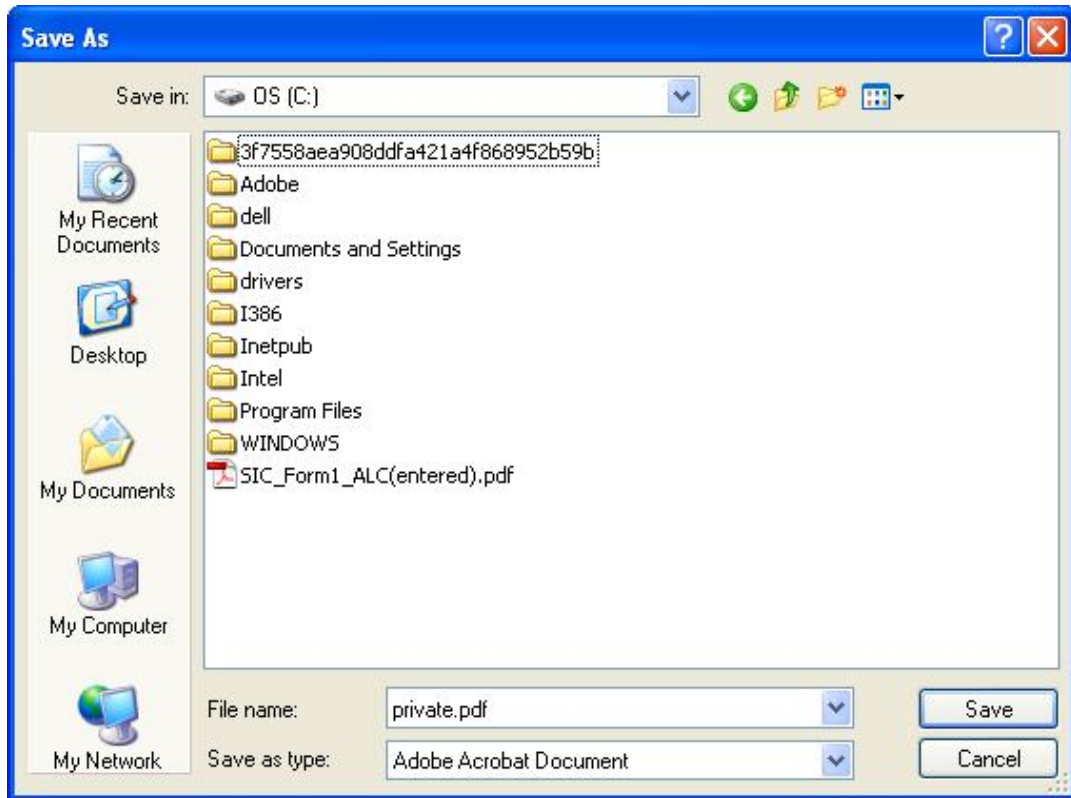 Save As
Save in:
OS (C:)
My Recent
Documents
Desktop
My Documents
My Computer
My Network
3f7558aea908ddfa421a4f868952b59b
Adobe
dell
Documents and Settings
drivers
I386
Inetpub
Intel
Program Files
WINDOWS
SIC_Form1_ALC(entered).pdf
File name:
private.pdf
Save
Save as type:
Adobe Acrobat Document
Cancel